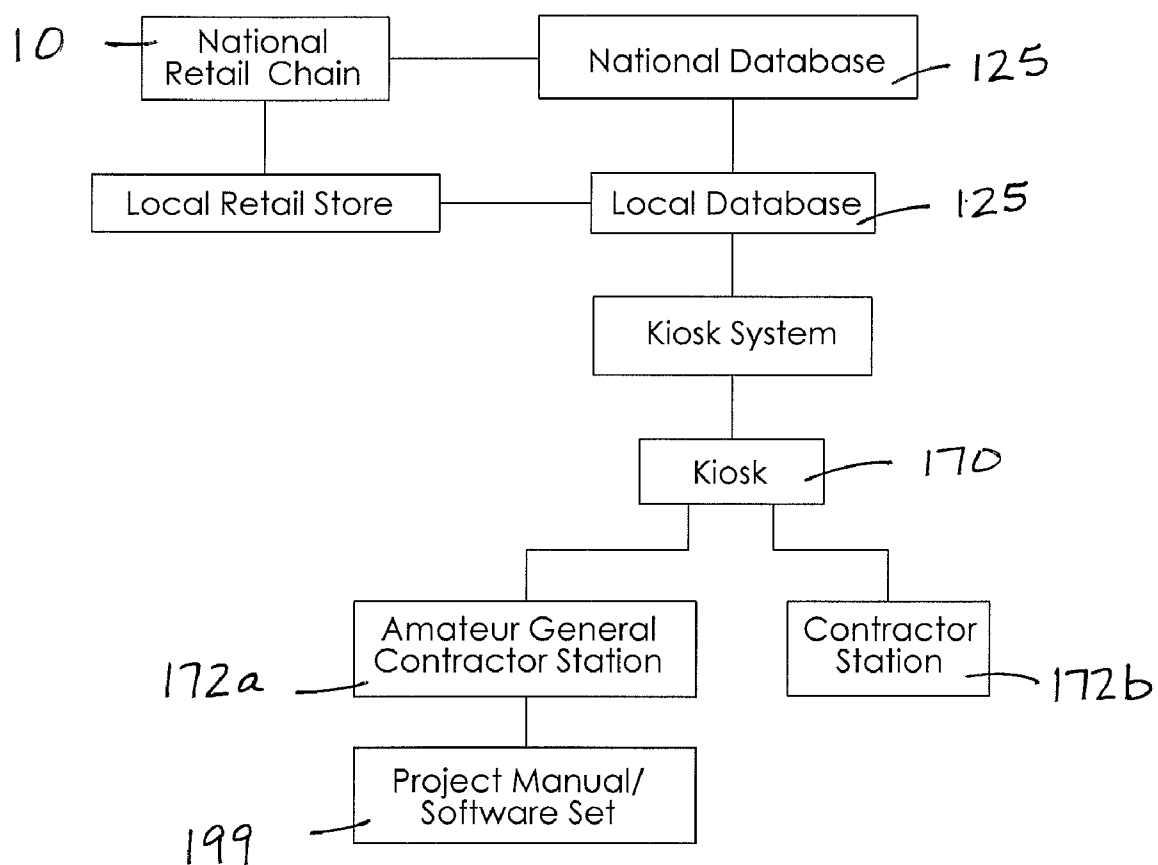 10
National
Retail Chain
National Database
125
Local Retail Store
Local Database
125
Kiosk System
Kiosk
170
Amateur General
Contractor Station
172a
Contractor
Station
172b
Project Manual/
Software Set
199